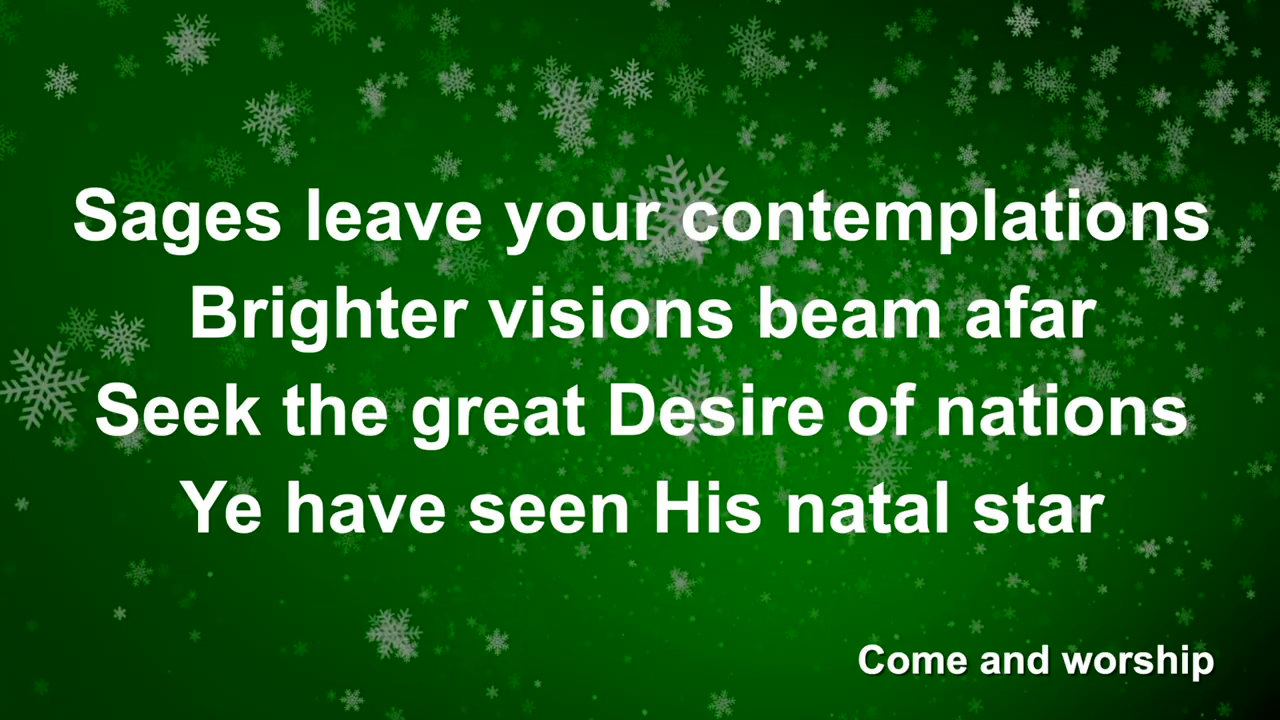 Sages leave your contemplations
Brighter visions beam afar
Seek the great Desire of nations
Ye have seen His natal star
Come and worship